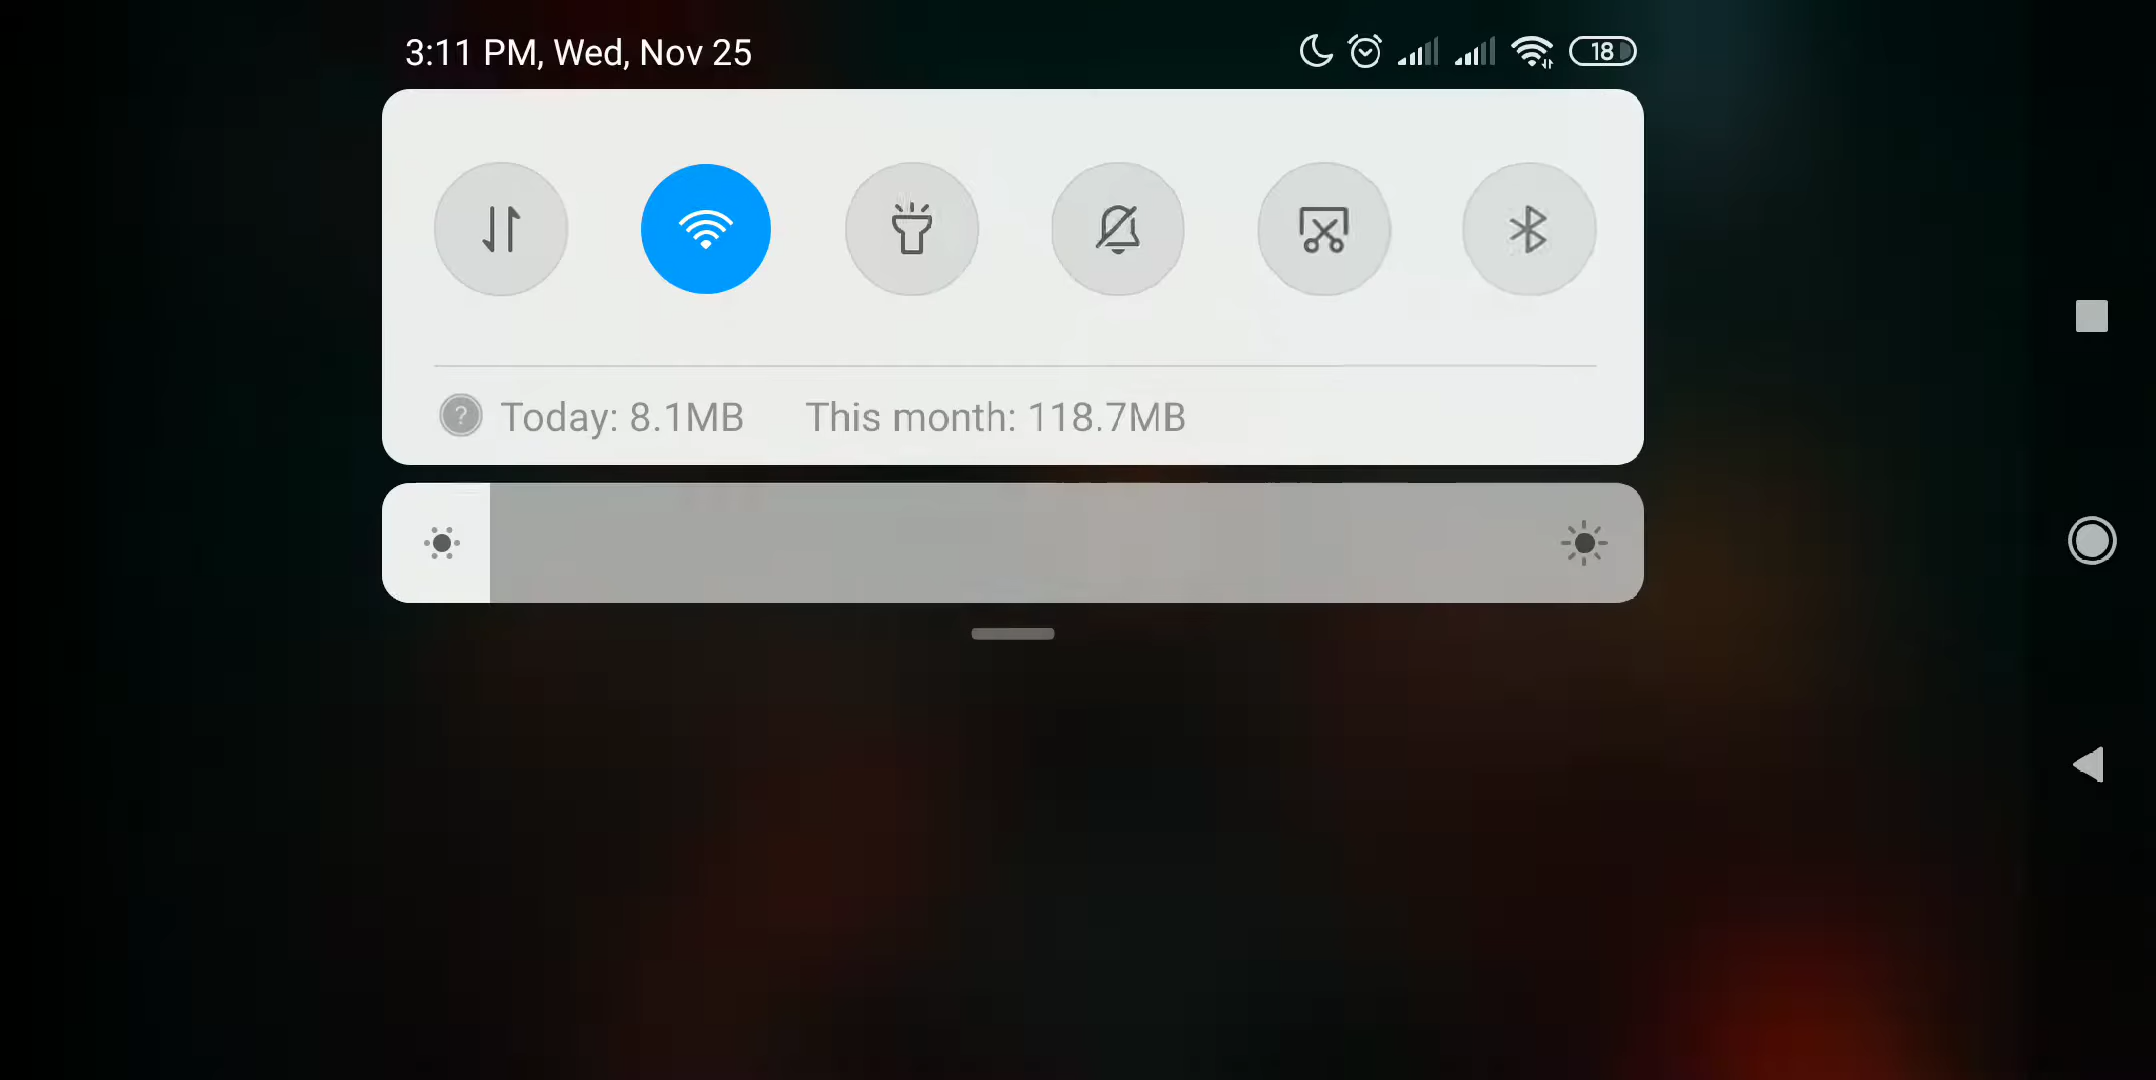 3:11 PM, Wed, Nov 25 18
? Today: 8.1MB This month: 118.7MB